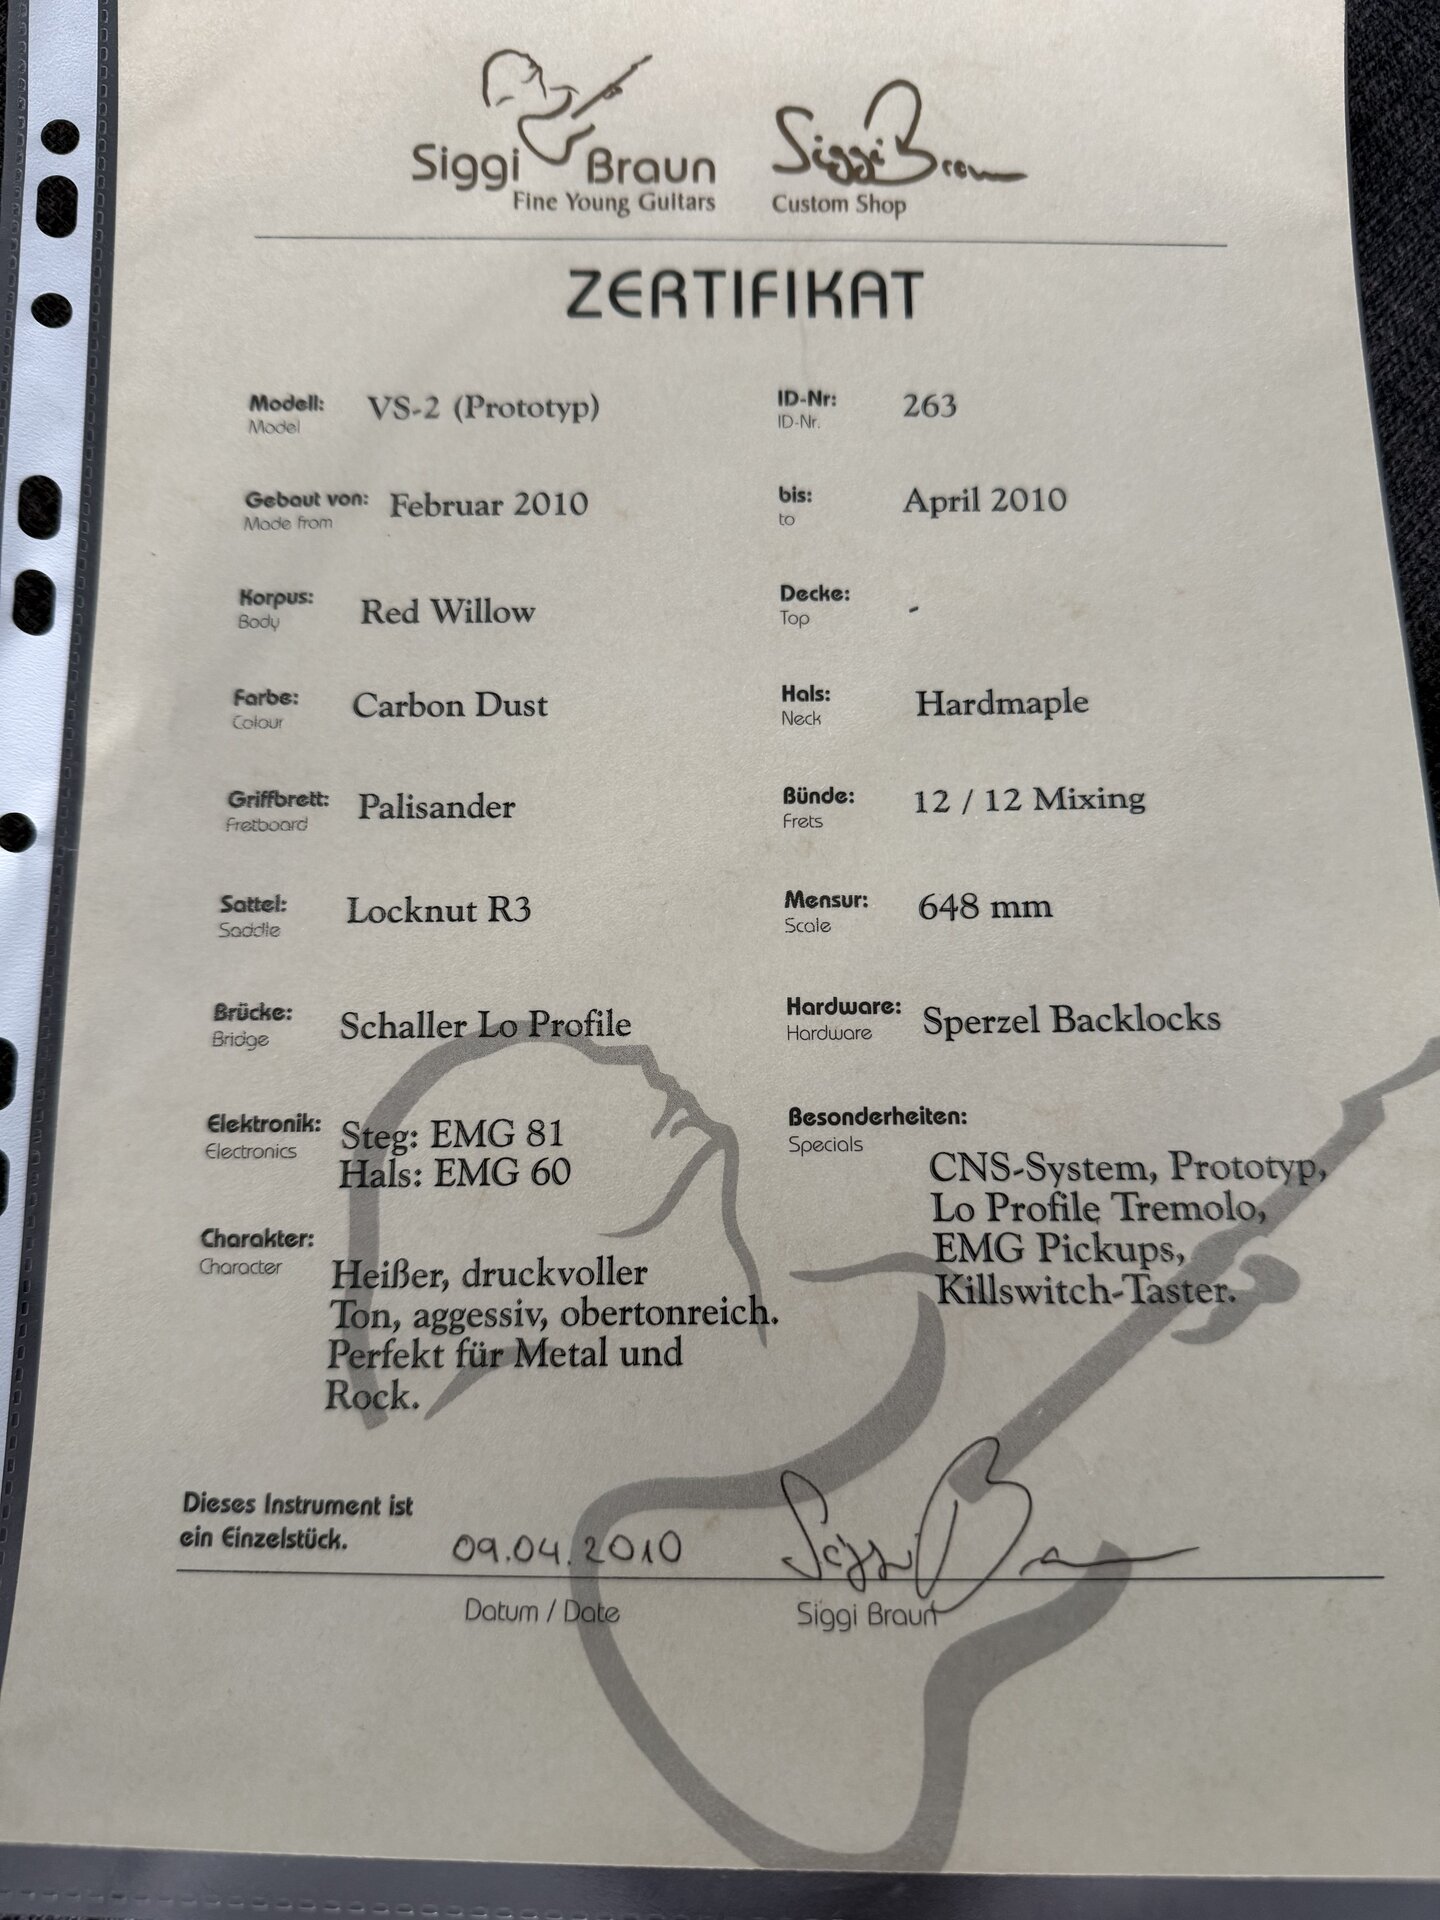 Siggi Braun
Fine Young Guitars
Siggi Braun
Custom Shop
ZERTIFIKAT
Modell: VS-2 (Prototyp)
Model
ID-Nr: 263
ID-Nr.
Gebaut von: Februar 2010
Made from
bis: April 2010
to
Korpus: Red Willow
Body
Decke: -
Top
Farbe: Carbon Dust
Colour
Hals: Hardmaple
Neck
Griffbrett: Palisander
Fretboard
Bünde: 12 / 12 Mixing
Frets
Sattel: Locknut R3
Saddle
Mensur: 648 mm
Scale
Brücke: Schaller Lo Profile
Bridge
Hardware: Sperzel Backlocks
Hardware
Elektronik: Steg: EMG 81
Electronics Hals: EMG 60
Besonderheiten:
Specials
CNS-System, Prototyp,
Lo Profile Tremolo,
EMG Pickups,
Killswitch-Taster.
Charakter:
Character
Heißer, druckvoller
Ton, aggessiv, obertonreich.
Perfekt für Metal und
Rock.
Dieses Instrument ist
ein Einzelstück.
09.04.2010
Siggi Braun
Datum / Date
Siggi Braun